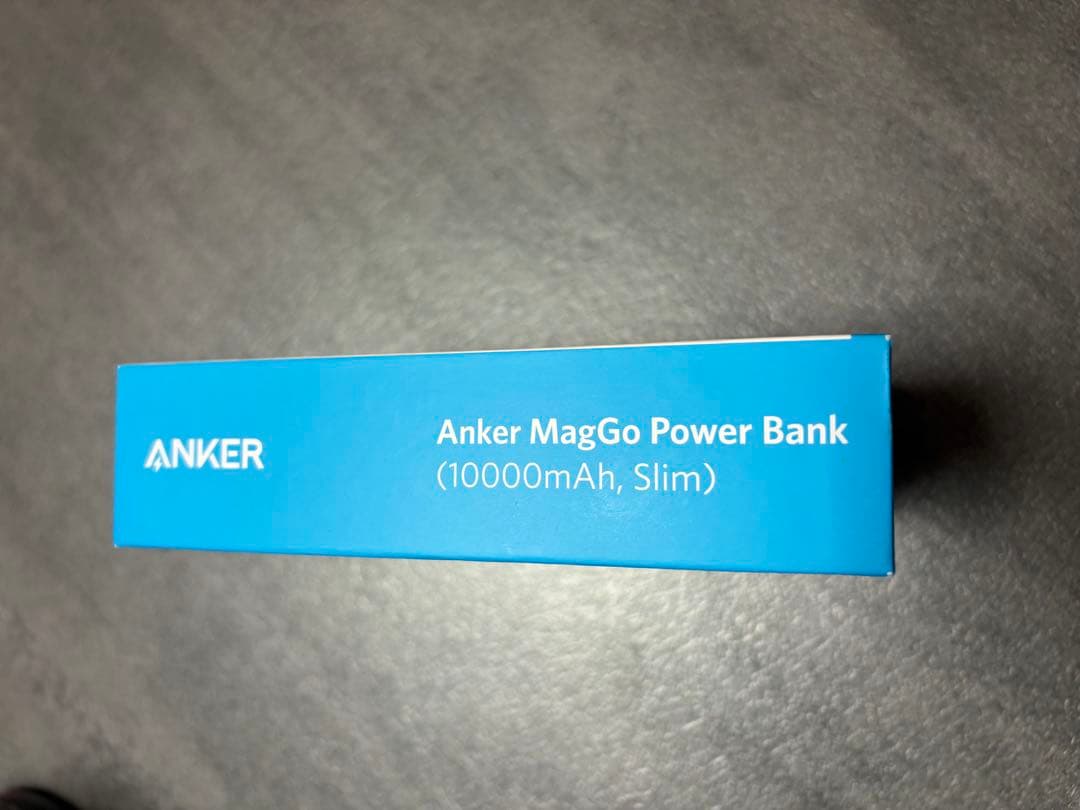 ANKER
Anker MagGo Power Bank
(10000mAh, Slim)